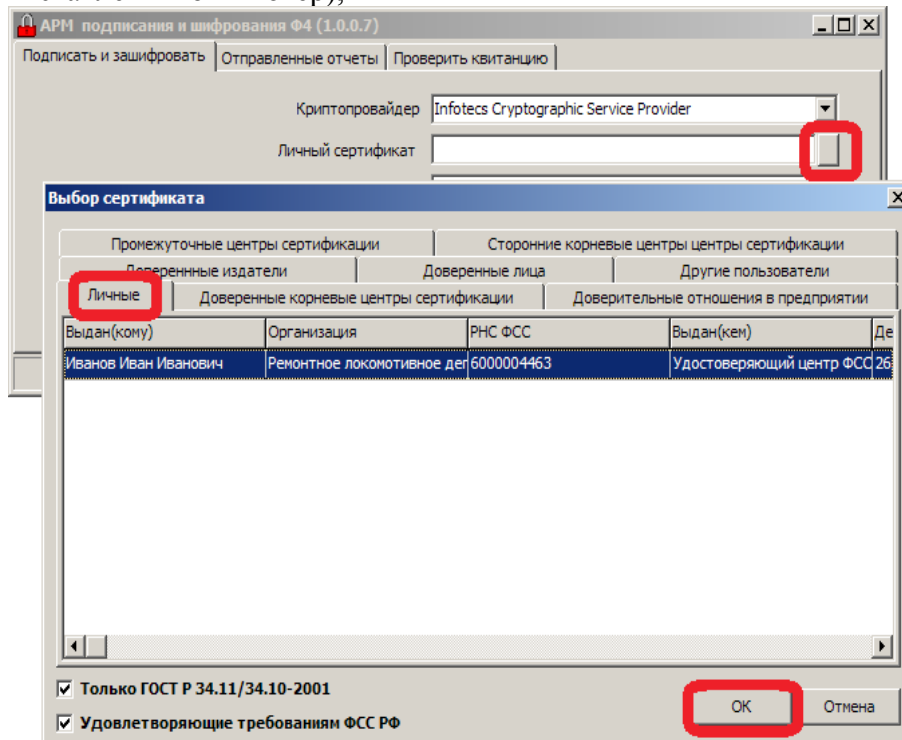 АРМ подписания и шифрования Ф4 (1.0.0.7)
Подписать и зашифровать Отправленные отчеты Проверить квитанцию
Криптопровайдер Infotecs Cryptographic Service Provider
Личный сертификат
Выбор сертификата
Промежуточные центры сертификации Сторонние корневые центры центры сертификации
Довереннные издатели Доверенные лица Другие пользователи
Личные Доверенные корневые центры сертификации Доверительные отношения в предприятии
Выдан(кому) Организация РНС ФСС Выдан(кем) Де
Иванов Иван Иванович Ремонтное локомотивное деп 6000004463 Удостоверяющий центр ФСС 26
Только ГОСТ Р 34.11/34.10-2001
Удовлетворяющие требованиям ФСС РФ
OK Отмена